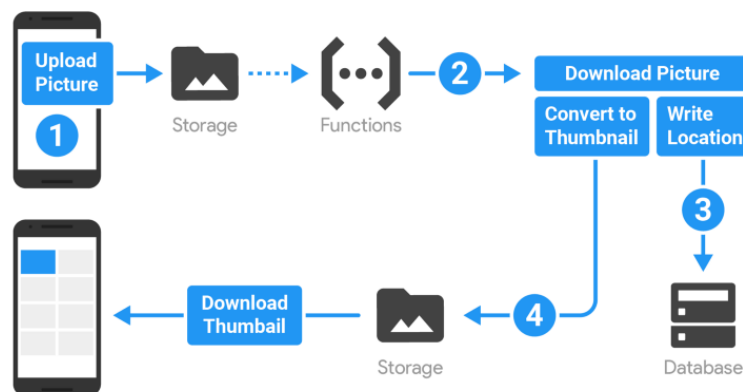 Upload
Picture
1
Storage
Functions
2
Download Picture
Convert to
Thumbnail
Write
Location
3
Download
Thumbail
Storage
4
Database